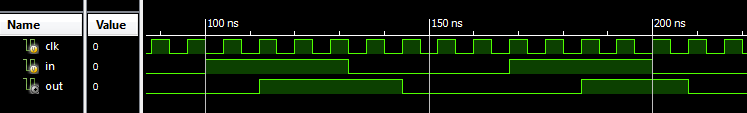 Name Value 100 ns 150 ns 200 ns
clk 0
in 0
out 0